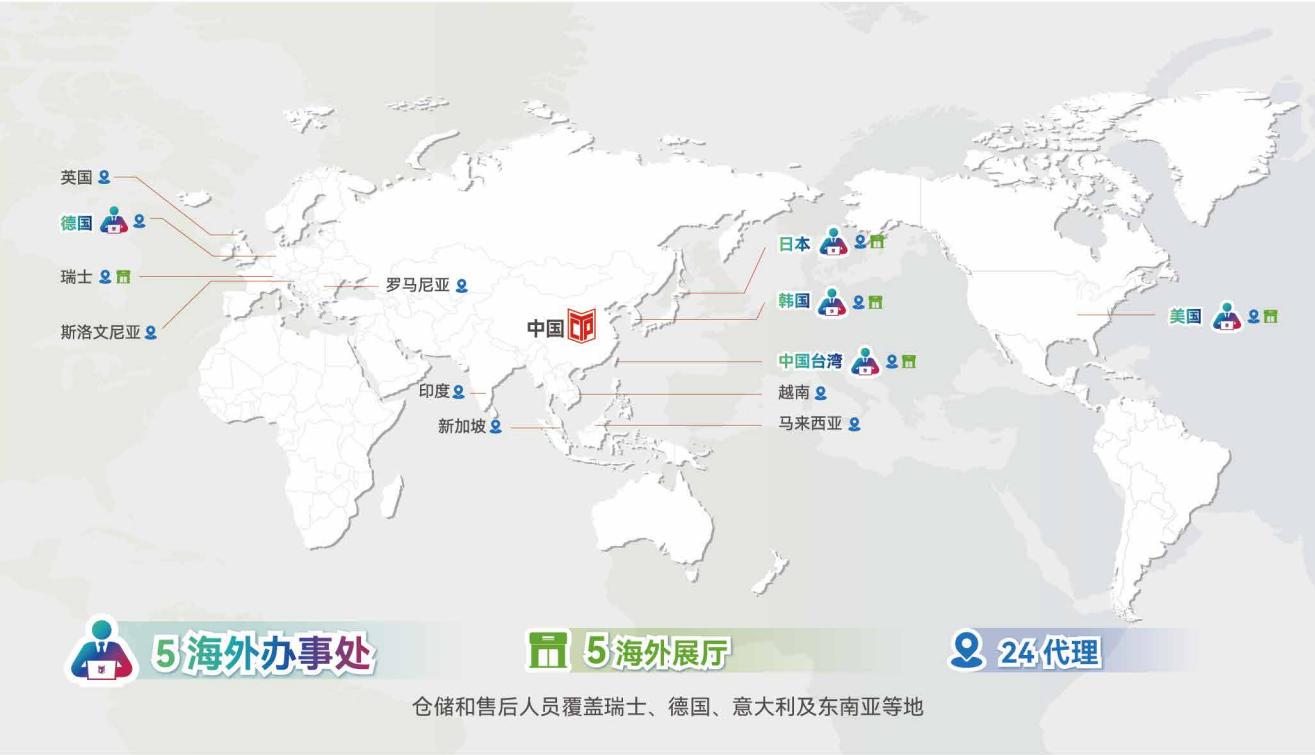 英国
德国
瑞士
斯洛文尼亚
罗马尼亚
中国
印度
新加坡
日本
韩国
中国台湾
越南
马来西亚
美国
5 海外办事处
5 海外展厅
24 代理
仓储和售后人员覆盖瑞士、德国、意大利及东南亚等地